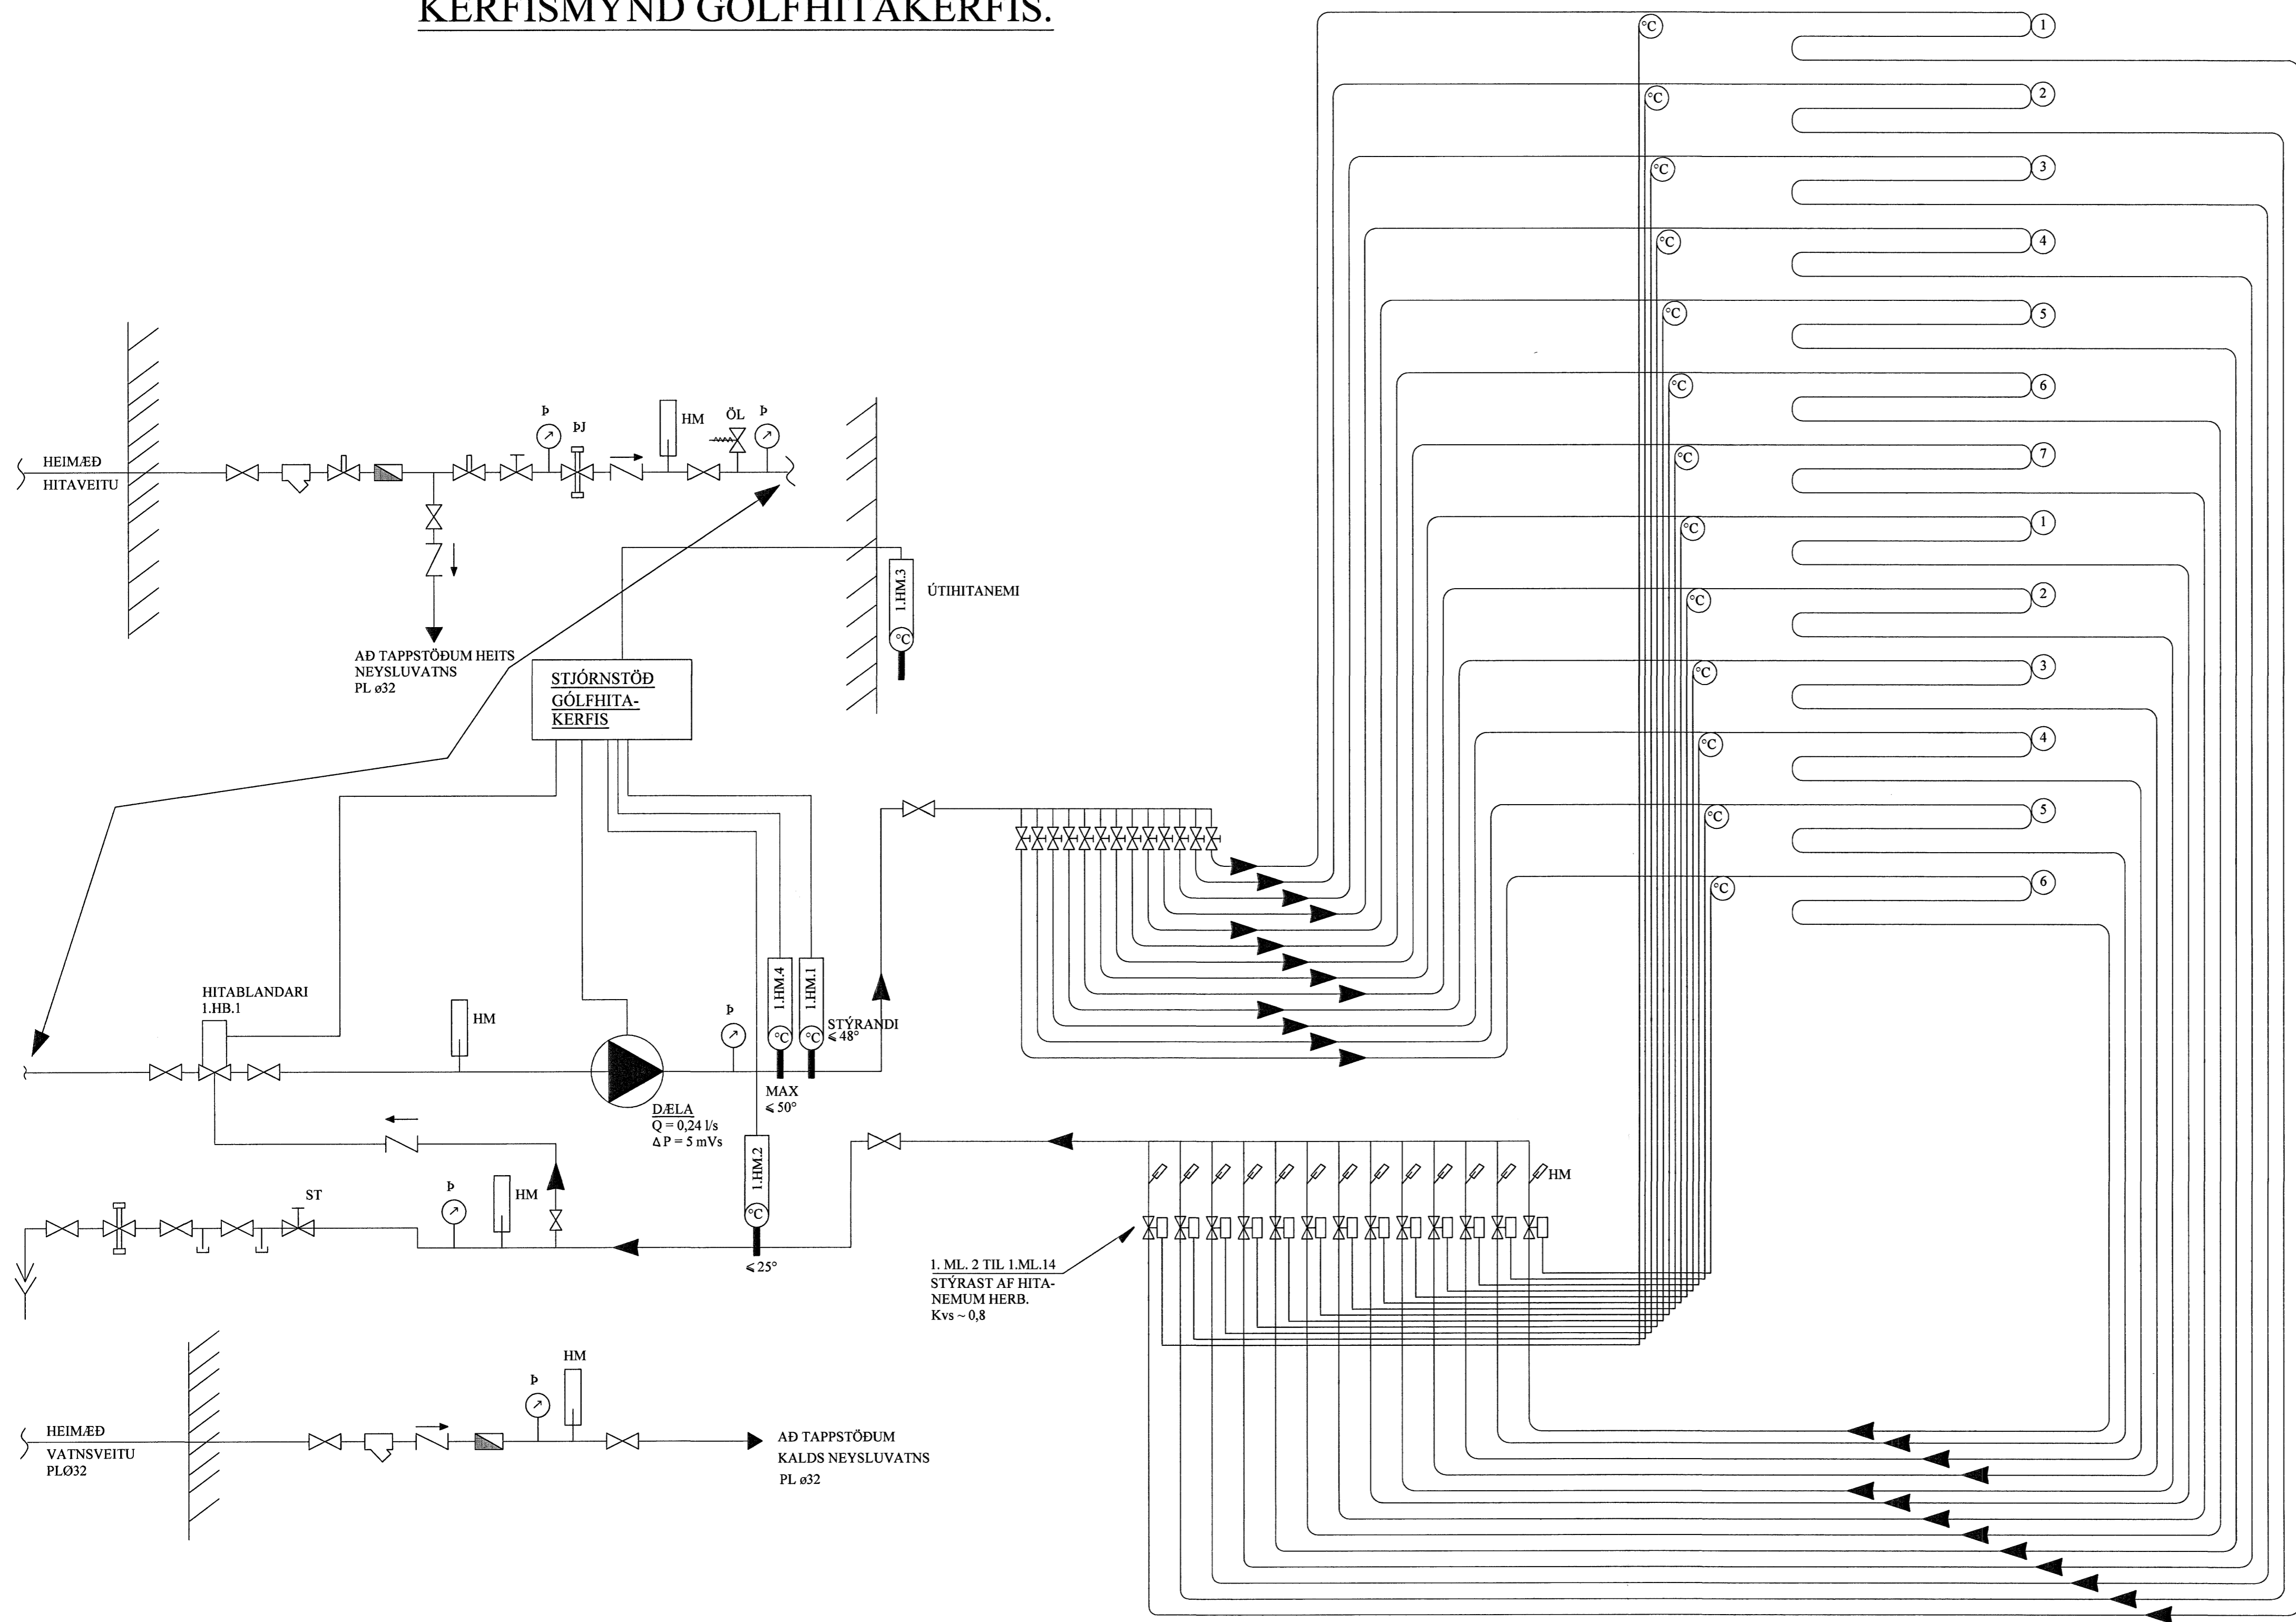 KERFISMYND GÓLFHITAKERFIS.
°C
1
°C
2
°C
3
°C
4
°C
5
°C
6
°C
7
°C
1
°C
2
°C
3
°C
4
°C
5
°C
6
HEIMÆÐ
HITAVEITU
Þ
ÞJ
HM
ÖL
Þ
AÐ TAPPSTÖÐUM HEITS
NEYSLUVATNS
PL ø32
1.HM.3
°C
ÚTIHITANEMI
STJÓRNSTÖÐ
GÓLFHITA-
KERFIS
HITABLANDARI
1.HB.1
HM
Þ
1.HM.4
°C
1.HM.1
°C
STÝRANDI
⩽ 48°
MAX
⩽ 50°
DÆLA
Q = 0,24 l/s
Δ P = 5 mVs
1.HM.2
°C
⩽ 25°
ST
Þ
HM
HM
1. ML. 2 TIL 1.ML.14
STÝRAST AF HITA-
NEMUM HERB.
Kvs ~ 0,8
HEIMÆÐ
VATNSVEITU
PLØ32
Þ
HM
AÐ TAPPSTÖÐUM
KALDS NEYSLUVATNS
PL ø32